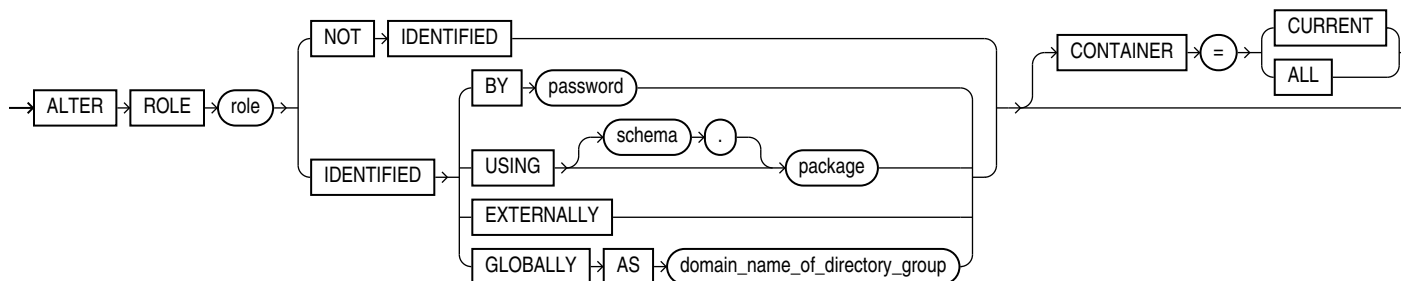 NOT IDENTIFIED
CURRENT
CONTAINER =
ALL
ALTER ROLE role
BY password
schema .
USING package
IDENTIFIED
EXTERNALLY
GLOBALLY AS domain_name_of_directory_group